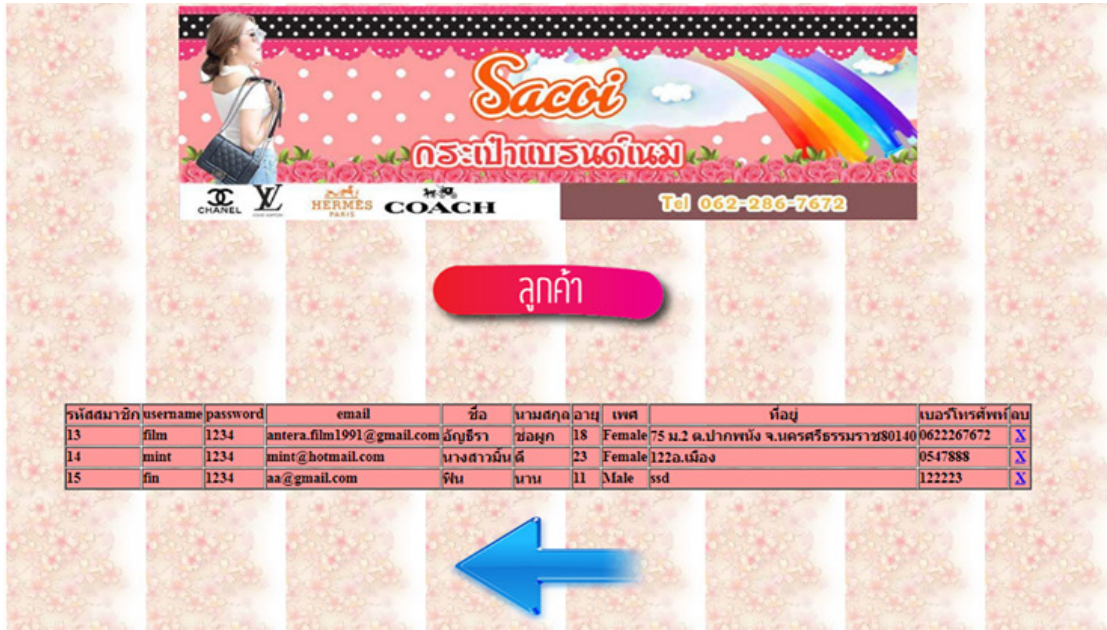 Sacoi
กระเป๋าแบรนด์เนม
CHANEL LV HERMES PARIS COACH Tel 062-286-7672
ลูกค้า
รหัสสมาชิก username password email ชื่อ นามสกุล อายุ เพศ ที่อยู่ เบอร์โทรศัพท์ ลบ
13 film 1234 antera.film1991@gmail.com อัญธีรา ช่อผูก 18 Female 75 ม.2 ต.ปากพนัง จ.นครศรีธรรมราช80140 0622267672 X
14 mint 1234 mint@hotmail.com นางสาวมิ้น ดี 23 Female 122อ.เมือง 0547888 X
15 fin 1234 aa@gmail.com ฟิน นาน 11 Male ssd 122223 X